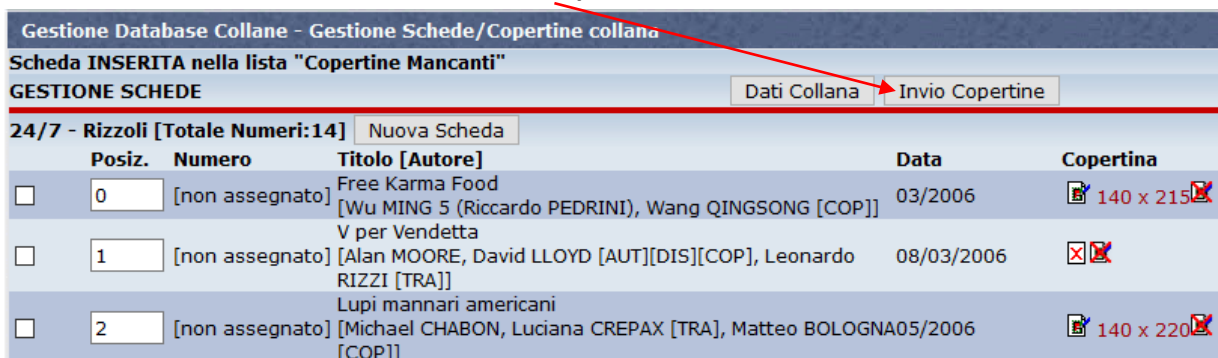 Gestione Database Collane - Gestione Schede/Copertine collana
Scheda INSERITA nella lista "Copertine Mancanti"
GESTIONE SCHEDE Dati Collana Invio Copertine
24/7 - Rizzoli [Totale Numeri:14] Nuova Scheda
Posiz. Numero Titolo [Autore] Data Copertina
0 [non assegnato] Free Karma Food
[Wu MING 5 (Riccardo PEDRINI), Wang QINGSONG [COP]] 03/2006 140 x 215
V per Vendetta
1 [non assegnato] [Alan MOORE, David LLOYD [AUT][DIS][COP], Leonardo 08/03/2006
RIZZI [TRA]]
Lupi mannari americani
2 [non assegnato] [Michael CHABON, Luciana CREPAX [TRA], Matteo BOLOGNA 05/2006 140 x 220
[COP]]